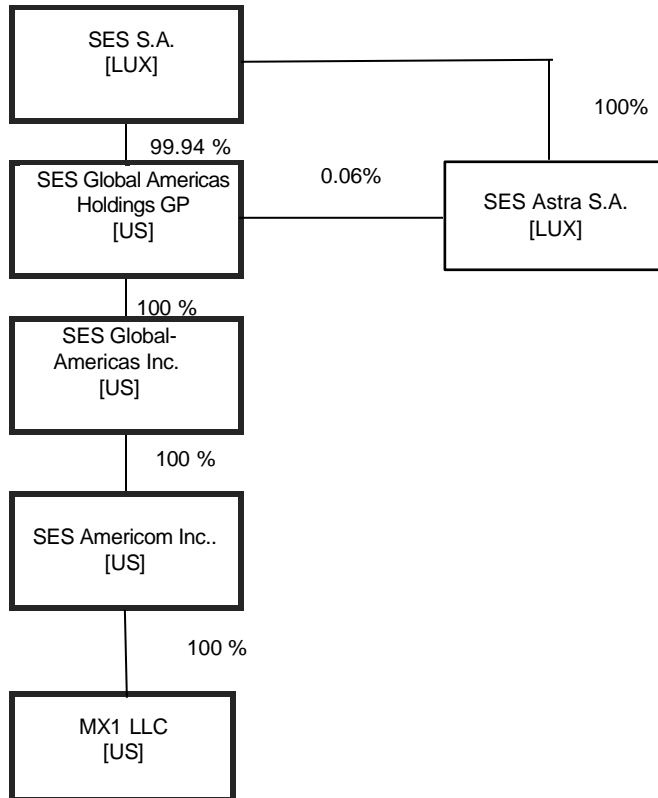 SES S.A.
[LUX]
100%
99.94 %
SES Global Americas
Holdings GP
[US]
0.06%
SES Astra S.A.
[LUX]
100 %
SES Global-
Americas Inc.
[US]
100 %
SES Americom Inc..
[US]
100 %
MX1 LLC
[US]